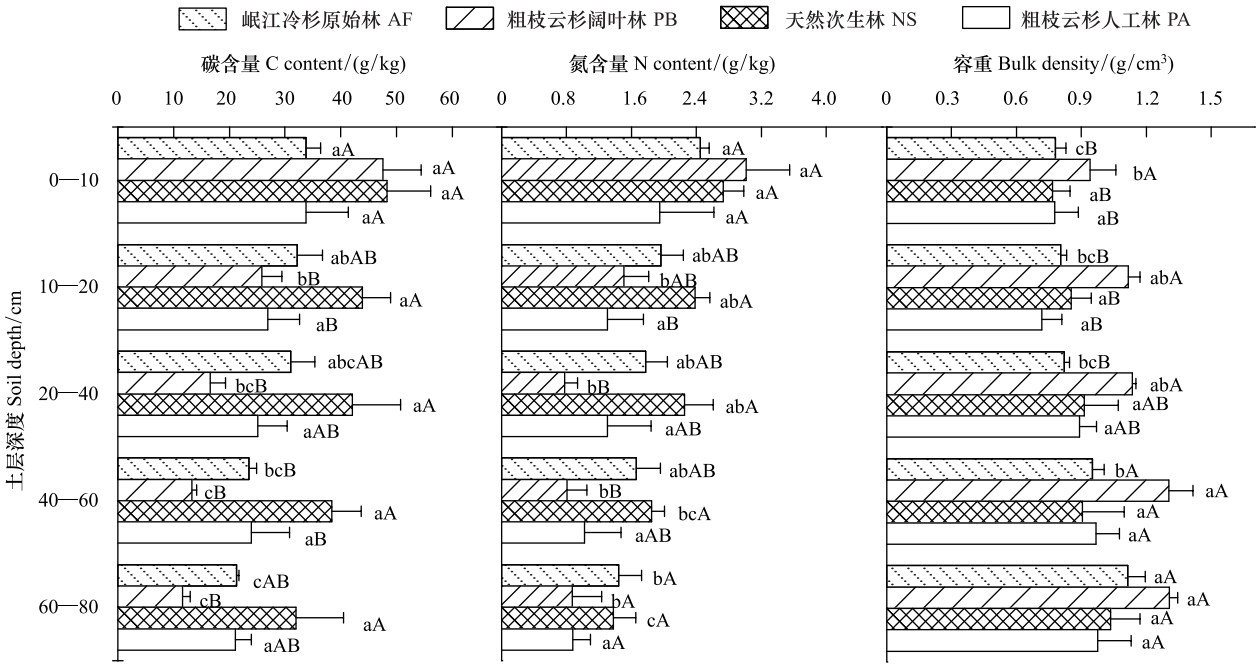 岷江冷杉原始林 AF 粗枝云杉阔叶林 PB 天然次生林 NS 粗枝云杉人工林 PA
碳含量 C content/(g/kg) 氮含量 N content/(g/kg) 容重 Bulk density/(g/cm³)
0 10 20 30 40 50 60 0 0.8 1.6 2.4 3.2 4.0 0 0.3 0.6 0.9 1.2 1.5
土层深度 Soil depth/cm
0—10
aA aA cB
aA aA bA
aA aA aB
aA aA aB
10—20
abAB abAB bcB
bB bAB abA
aA abA aB
aB aB aB
20—40
abcAB abAB bcB
bcB bB abA
aA abA aAB
aAB aAB aAB
40—60
bcB abAB bA
cB bB aA
aA bcA aA
aB aAB aA
60—80
cAB bA aA
cB bA aA
aA cA aA
aAB aA aA